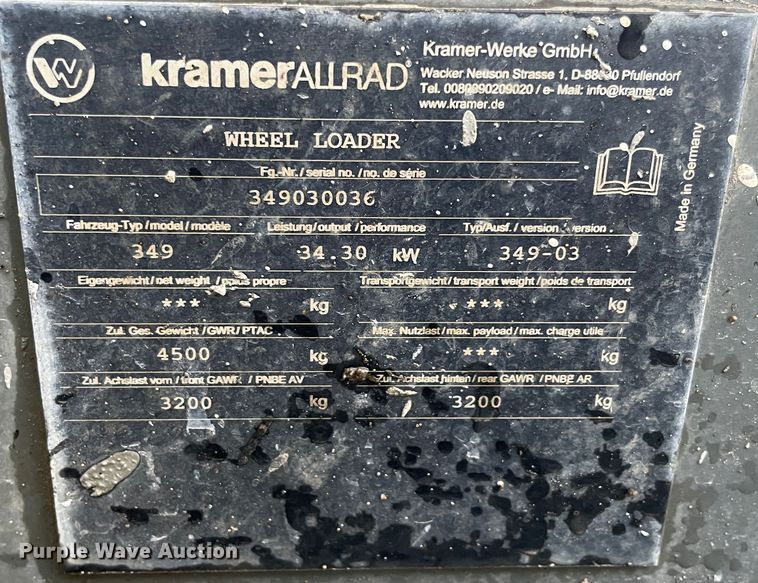 kramerALLRAD®
Kramer-Werke GmbH
Wacker Neuson Strasse 1, Pfullendorf
Tel. 0080090209020 / e- Mail: info@kramer.de
www.kramer.de
WHEEL LOADER
Fg.-Nr. / serial no. / no. de série
349030036
Made in Germany
Fahrzeug-Typ / model / modèle Leistung / output / performance Typ/Ausf. / version / version
349 34.30 kW 349-03
Eigengewicht / net weight / poids propre Transportgewicht / transport weight / poids de transport
*** kg *** kg
Zul. Ges. Gewicht / GWR / PTAC Max. Nutzlast / max. payload / max. charge utile
4500 kg *** kg
Zul. Achslast vorn / front GAWR / PNBE AV Zul. Achslast hinten / rear GAWR / PNBE AR
3200 kg 3200 kg
Purple Wave Auction